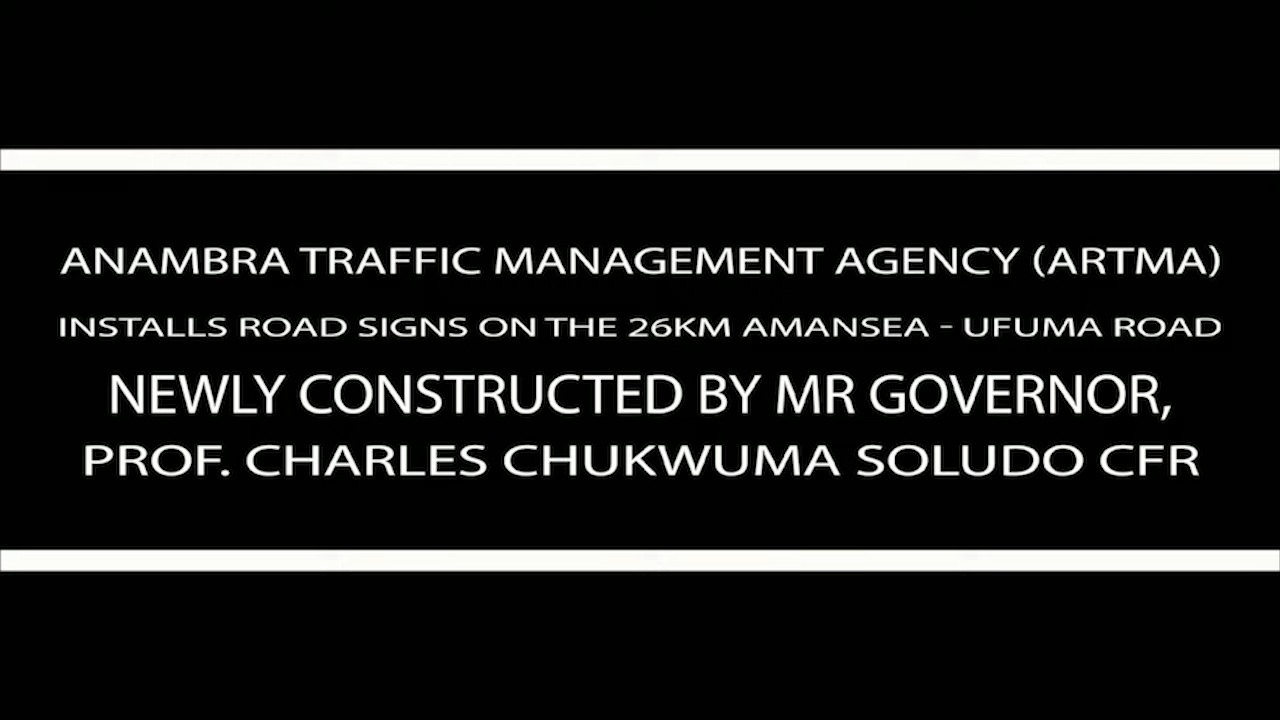 ANAMBRA TRAFFIC MANAGEMENT AGENCY (ARTMA)
INSTALLS ROAD SIGNS ON THE 26KM AMANSEA - UFUMA ROAD
NEWLY CONSTRUCTED BY MR GOVERNOR,
PROF. CHARLES CHUKWUMA SOLUDO CFR